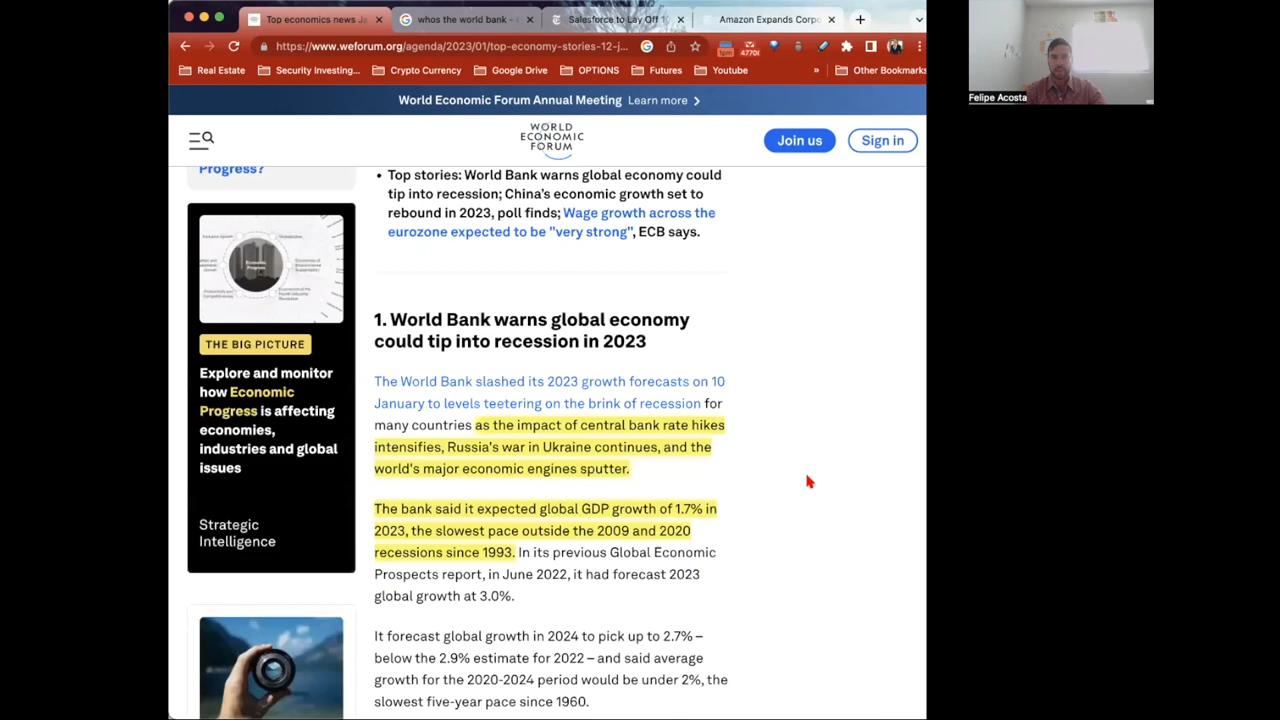 Top economics news Ja
whos the world bank - G
Salesforce to Lay Off 10
Amazon Expands Corpo
https://www.weforum.org/agenda/2023/01/top-economy-stories-12-j...
Real Estate
Security Investing...
Crypto Currency
Google Drive
OPTIONS
Futures
Youtube
»
Other Bookmarks
Felipe Acosta
World Economic Forum Annual Meeting Learn more
WORLD
ECONOMIC
FORUM
Join us
Sign in
Progress?
THE BIG PICTURE
Explore and monitor
how Economic
Progress is affecting
economies,
industries and global
issues
Strategic
Intelligence
• Top stories: World Bank warns global economy could
tip into recession; China's economic growth set to
rebound in 2023, poll finds; Wage growth across the
eurozone expected to be "very strong", ECB says.
1. World Bank warns global economy
could tip into recession in 2023
The World Bank slashed its 2023 growth forecasts on 10
January to levels teetering on the brink of recession for
many countries as the impact of central bank rate hikes
intensifies, Russia's war in Ukraine continues, and the
world's major economic engines sputter.
The bank said it expected global GDP growth of 1.7% in
2023, the slowest pace outside the 2009 and 2020
recessions since 1993. In its previous Global Economic
Prospects report, in June 2022, it had forecast 2023
global growth at 3.0%.
It forecast global growth in 2024 to pick up to 2.7% –
below the 2.9% estimate for 2022 – and said average
growth for the 2020-2024 period would be under 2%, the
slowest five-year pace since 1960.